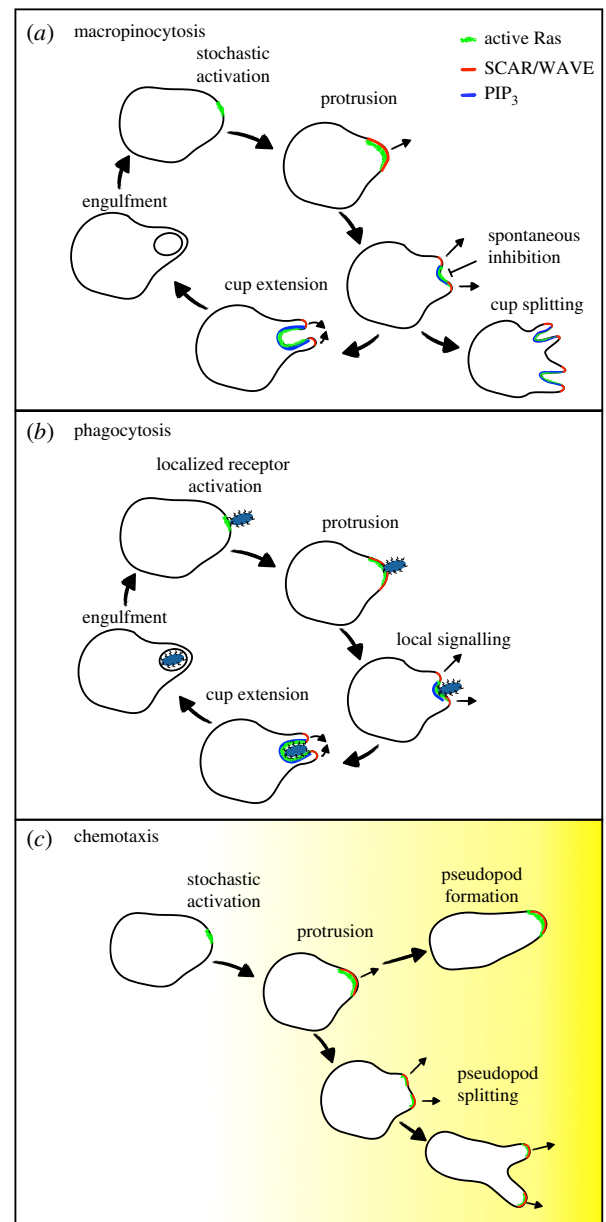 (a) macropinocytosis
active Ras
SCAR/WAVE
PIP3
stochastic
activation
protrusion
engulfment
spontaneous
inhibition
cup extension
cup splitting
(b) phagocytosis
localized receptor
activation
protrusion
engulfment
local signalling
cup extension
(c) chemotaxis
stochastic
activation
pseudopod
formation
protrusion
pseudopod
splitting